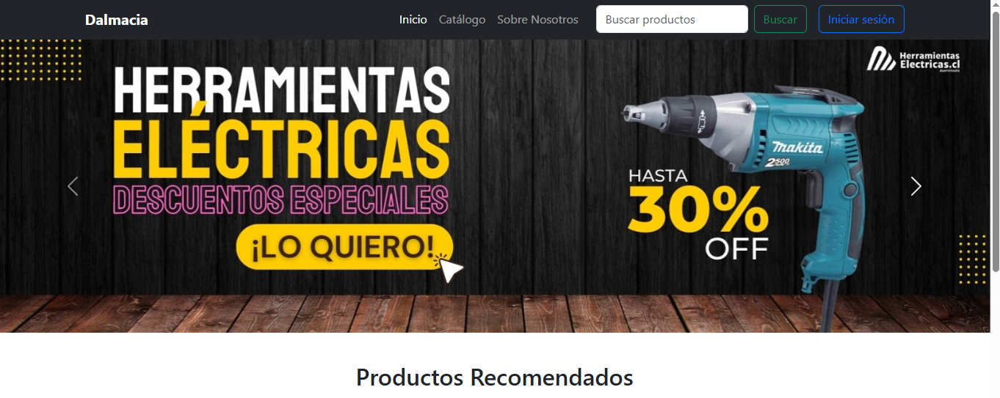 Dalmacia
Inicio
Catálogo
Sobre Nosotros
Buscar productos
Buscar
Iniciar sesión
Herramientas
Electricas.cl
HERRAMIENTAS
ELÉCTRICAS
DESCUENTOS ESPECIALES
¡LO QUIERO!
makita
2500
HASTA
30%
OFF
Productos Recomendados